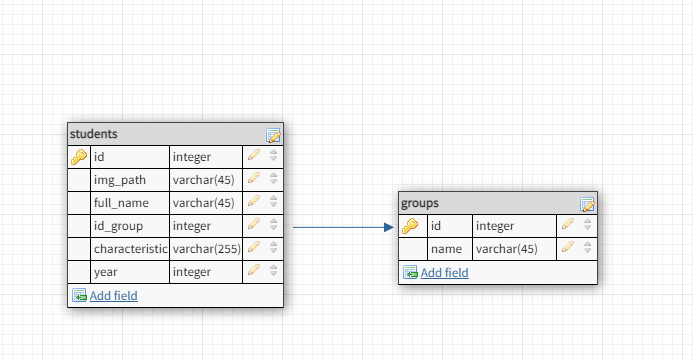 students
id integer
img_path varchar(45)
full_name varchar(45)
id_group integer
characteristic varchar(255)
year integer
Add field
groups
id integer
name varchar(45)
Add field